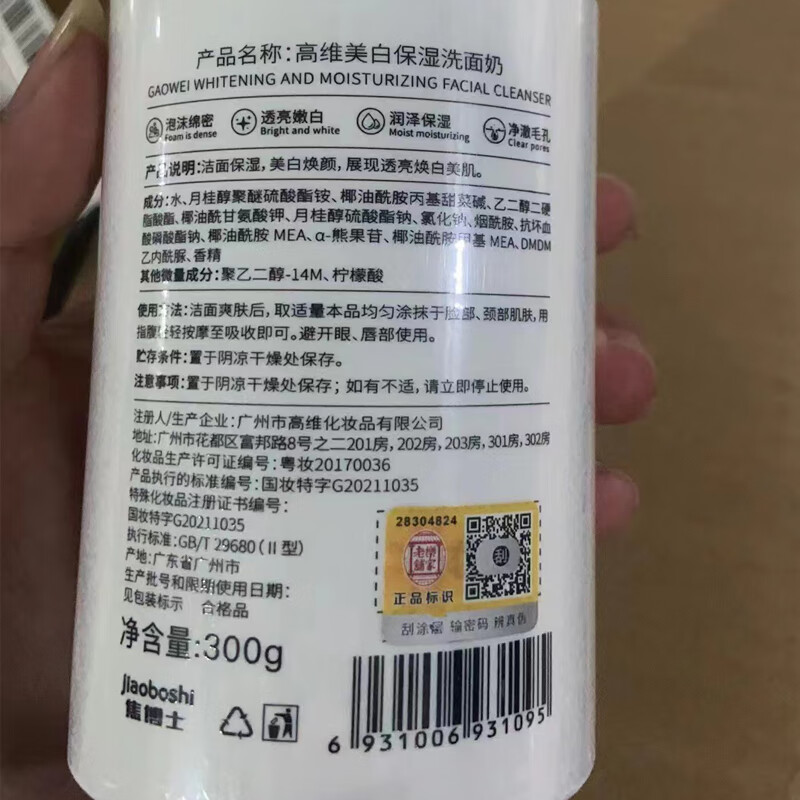 产品名称:高维美白保湿洗面奶
GAOWEI WHITENING AND MOISTURIZING FACIAL CLEANSER
泡沫绵密
Foam is dense
透亮嫩白
Bright and white
润泽保湿
Moist moisturizing
净澈毛孔
Clear pores
产品说明:洁面保湿,美白焕颜,展现透亮焕白美肌。
成分:水、月桂醇聚醚硫酸酯铵、椰油酰胺丙基甜菜碱、乙二醇二硬
脂酸酯、椰油酰甘氨酸钾、月桂醇硫酸酯钠、氯化钠、烟酰胺、抗坏血
酸磷酸酯钠、椰油酰胺 MEA、α-熊果苷、椰油酰胺甲基 MEA、DMDM
乙内酰脲、香精
其他微量成分:聚乙二醇-14M、柠檬酸
使用方法:洁面爽肤后,取适量本品均匀涂抹于脸部、颈部肌肤,用
指腹轻轻按摩至吸收即可。避开眼、唇部使用。
贮存条件:置于阴凉干燥处保存。
注意事项:置于阴凉干燥处保存;如有不适,请立即停止使用。
注册人/生产企业:广州市高维化妆品有限公司
地址:广州市花都区富邦路8号之二201房,202房,203房,301房,302房
化妆品生产许可证编号:粤妆20170036
产品执行的标准编号:国妆特字G20211035
特殊化妆品注册证书编号:
国妆特字G20211035
执行标准:GB/T 29680(II型)
产地:广东省广州市
生产批号和限期使用日期:
见包装标示 合格品
净含量:300g
jiaoboshi
焦博士
28304824
老樂舖家
刮
正品标识
刮涂层 输密码 辨真伪
6 931006 931095